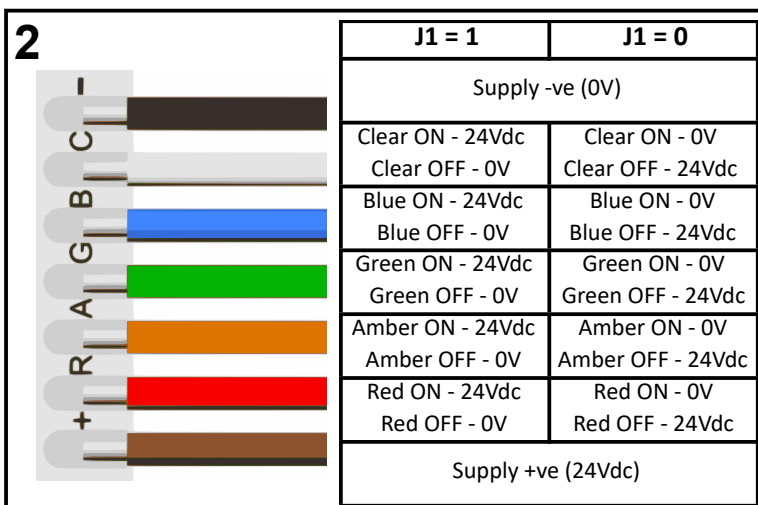 2
J1 = 1 J1 = 0
-
Supply -ve (0V)
C
Clear ON - 24Vdc Clear ON - 0V
Clear OFF - 0V Clear OFF - 24Vdc
B
Blue ON - 24Vdc Blue ON - 0V
Blue OFF - 0V Blue OFF - 24Vdc
G
Green ON - 24Vdc Green ON - 0V
Green OFF - 0V Green OFF - 24Vdc
A
Amber ON - 24Vdc Amber ON - 0V
Amber OFF - 0V Amber OFF - 24Vdc
R
Red ON - 24Vdc Red ON - 0V
Red OFF - 0V Red OFF - 24Vdc
+
Supply +ve (24Vdc)